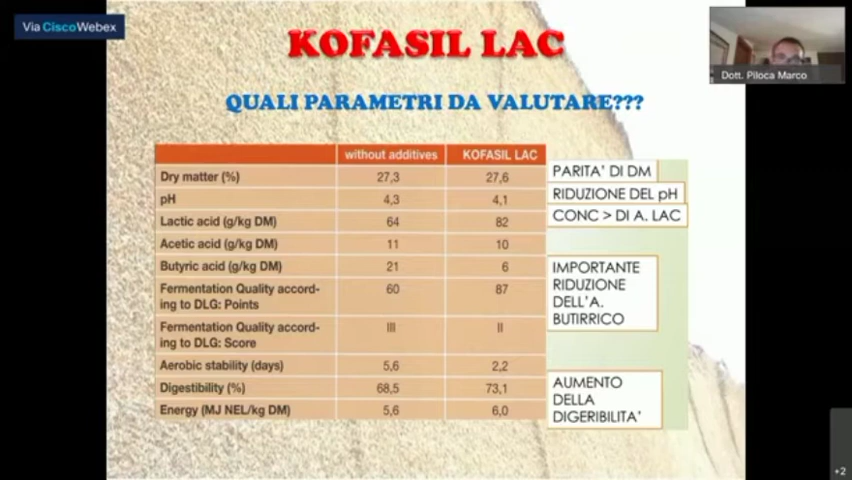 Via CiscoWebex
KOFASIL LAC
Dott. Piloca Marco
QUALI PARAMETRI DA VALUTARE???
without additives KOFASIL LAC
Dry matter (%) 27,3 27,6 PARITA' DI DM
pH 4,3 4,1 RIDUZIONE DEL pH
Lactic acid (g/kg DM) 64 82 CONC > DI A. LAC
Acetic acid (g/kg DM) 11 10
Butyric acid (g/kg DM) 21 6
IMPORTANTE
RIDUZIONE
DELL'A.
BUTIRRICO
Fermentation Quality accord-
ing to DLG: Points 60 87
Fermentation Quality accord-
ing to DLG: Score III II
Aerobic stability (days) 5,6 2,2
Digestibility (%) 68,5 73,1
Energy (MJ NEL/kg DM) 5,6 6,0
AUMENTO
DELLA
DIGERIBILITA'
+2